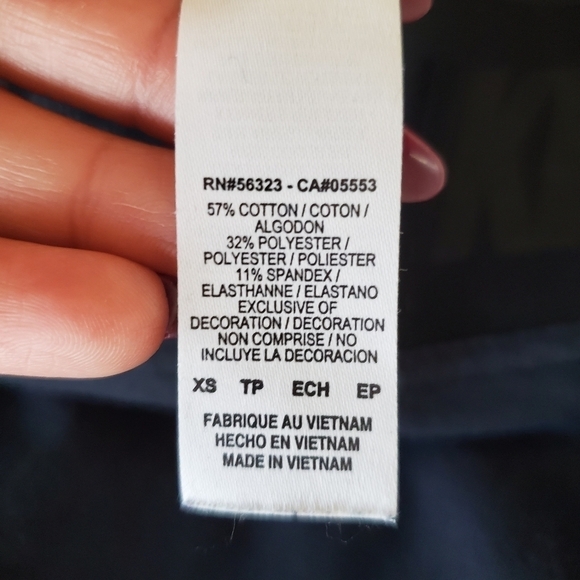 RN#56323 - CA#05553
57% COTTON / COTON /
ALGODON
32% POLYESTER /
POLYESTER / POLIESTER
11% SPANDEX /
ELASTHANNE / ELASTANO
EXCLUSIVE OF
DECORATION / DECORATION
NON COMPRISE / NO
INCLUYE LA DECORACIÓN
XS TP ECH EP
FABRIQUE AU VIETNAM
HECHO EN VIETNAM
MADE IN VIETNAM